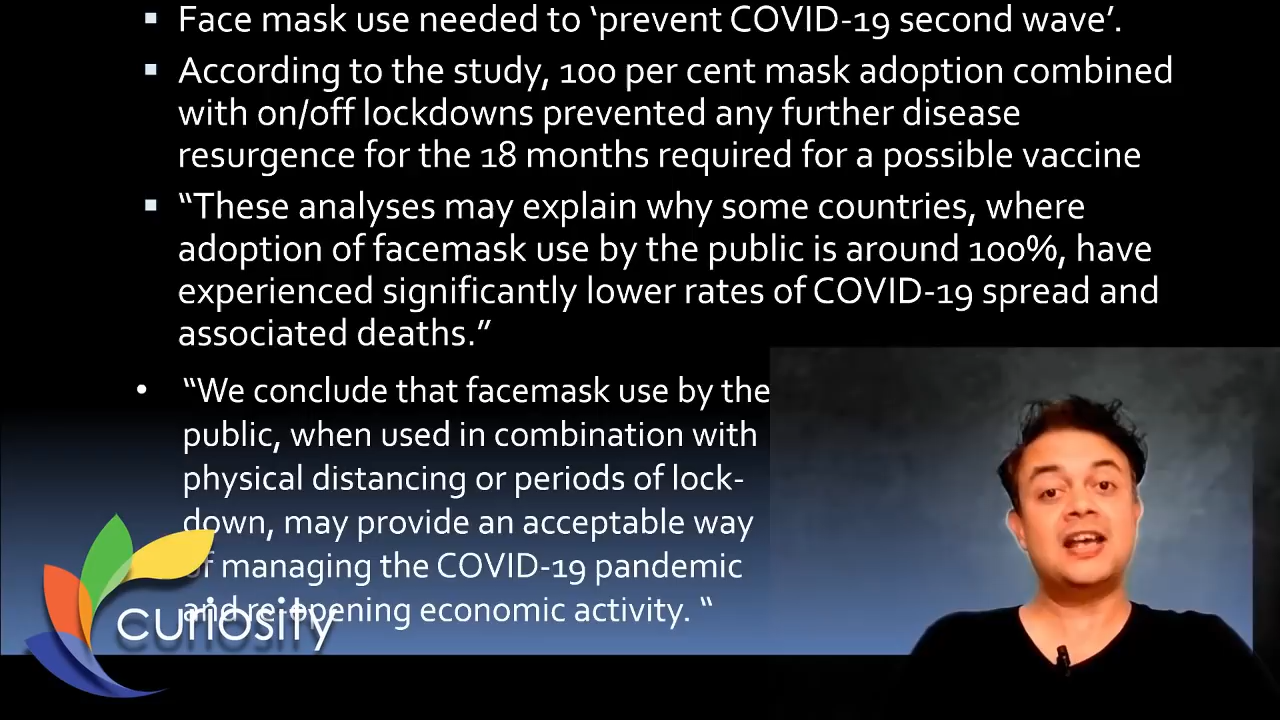 Face mask use needed to ‘prevent COVID-19 second wave’.
According to the study, 100 per cent mask adoption combined
with on/off lockdowns prevented any further disease
resurgence for the 18 months required for a possible vaccine
“These analyses may explain why some countries, where
adoption of facemask use by the public is around 100%, have
experienced significantly lower rates of COVID-19 spread and
associated deaths.”
“We conclude that facemask use by the
public, when used in combination with
physical distancing or periods of lock-
down, may provide an acceptable way
of managing the COVID-19 pandemic
and re-opening economic activity. “
curiosity